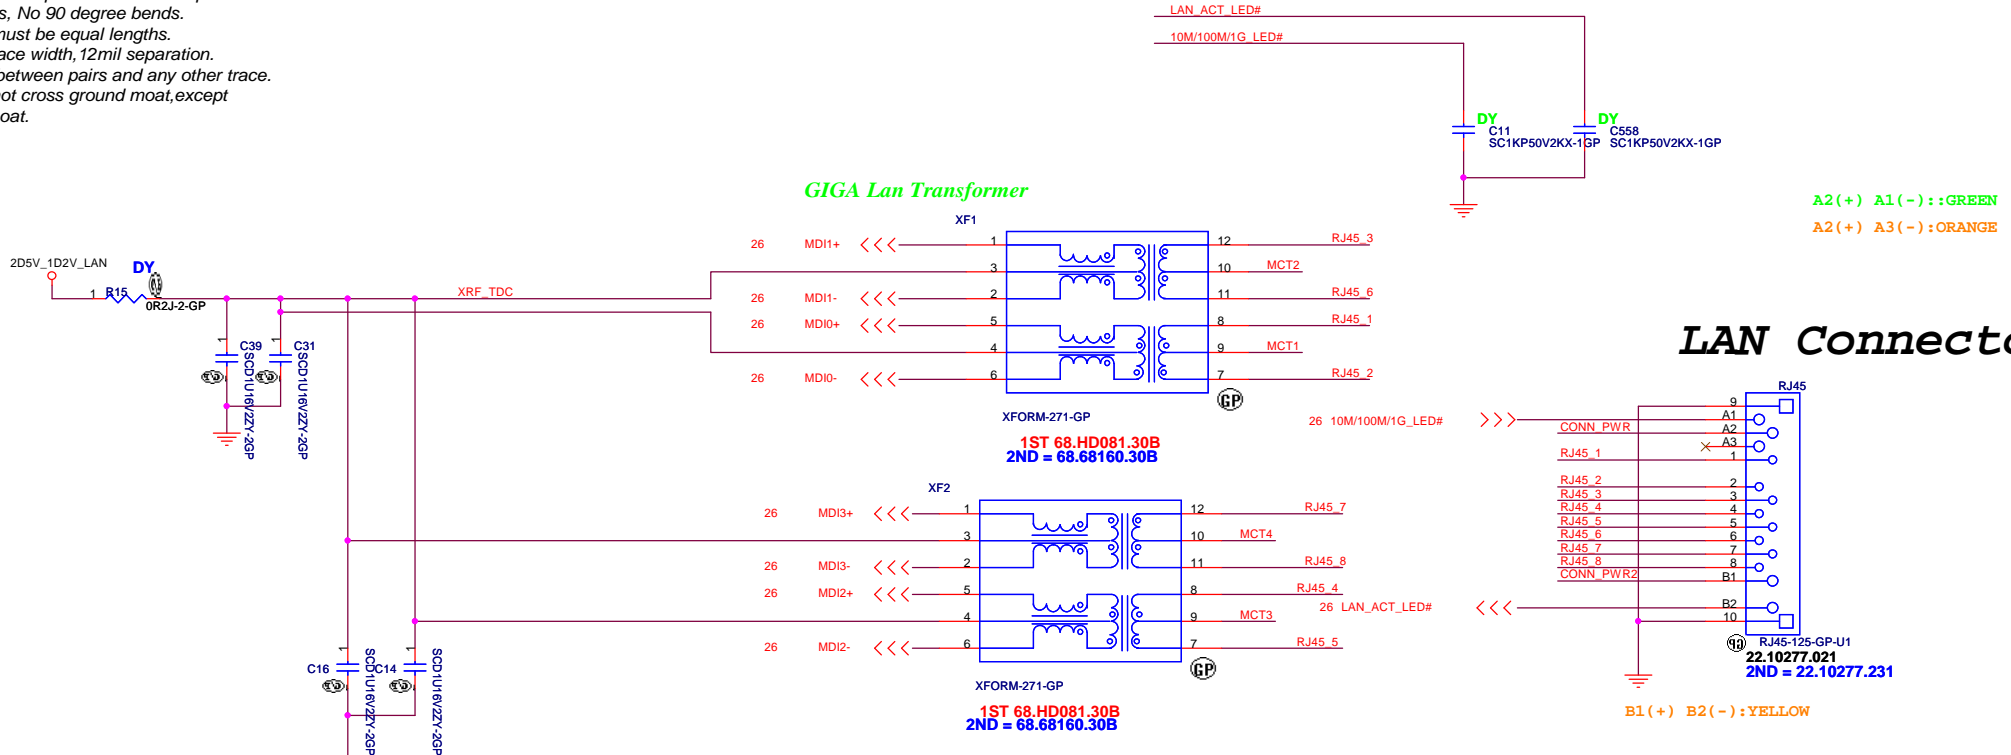 s, No 90 degree bends.
must be equal lengths.
ace width,12mil separation.
between pairs and any other trace.
ot cross ground moat,except
oat.
LAN_ACT_LED#
10M/100M/1G_LED#
DY
C11
SC1KP50V2KX-1GP
DY
C558
SC1KP50V2KX-1GP
A2(+) A1(-)::GREEN
A2(+) A3(-):ORANGE
GIGA Lan Transformer
XF1
26 MDI1+ 1 12 RJ45_3
3 10 MCT2
26 MDI1- 2 11 RJ45_6
26 MDI0+ 5 8 RJ45_1
4 9 MCT1
26 MDI0- 6 7 RJ45_2
GP
XFORM-271-GP
1ST 68.HD081.30B
2ND = 68.68160.30B
2D5V_1D2V_LAN
DY
1 R15
0R2J-2-GP
XRF_TDC
1 C39
SCD1U16V2ZY-2GP
1 C31
SCD1U16V2ZY-2GP
XF2
26 MDI3+ 1 12 RJ45_7
3 10 MCT4
26 MDI3- 2 11 RJ45_8
26 MDI2+ 5 8 RJ45_4
4 9 MCT3
26 MDI2- 6 7 RJ45_5
GP
XFORM-271-GP
1ST 68.HD081.30B
2ND = 68.68160.30B
1 C16
SCD1U16V2ZY-2GP
1 C14
SCD1U16V2ZY-2GP
LAN Connecto
RJ45
9
26 10M/100M/1G_LED# A1
CONN_PWR A2
A3
RJ45_1 1
RJ45_2 2
RJ45_3 3
RJ45_4 4
RJ45_5 5
RJ45_6 6
RJ45_7 7
RJ45_8 8
CONN_PWR2 B1
26 LAN_ACT_LED# B2
10
GP
RJ45-125-GP-U1
22.10277.021
2ND = 22.10277.231
B1(+) B2(-):YELLOW